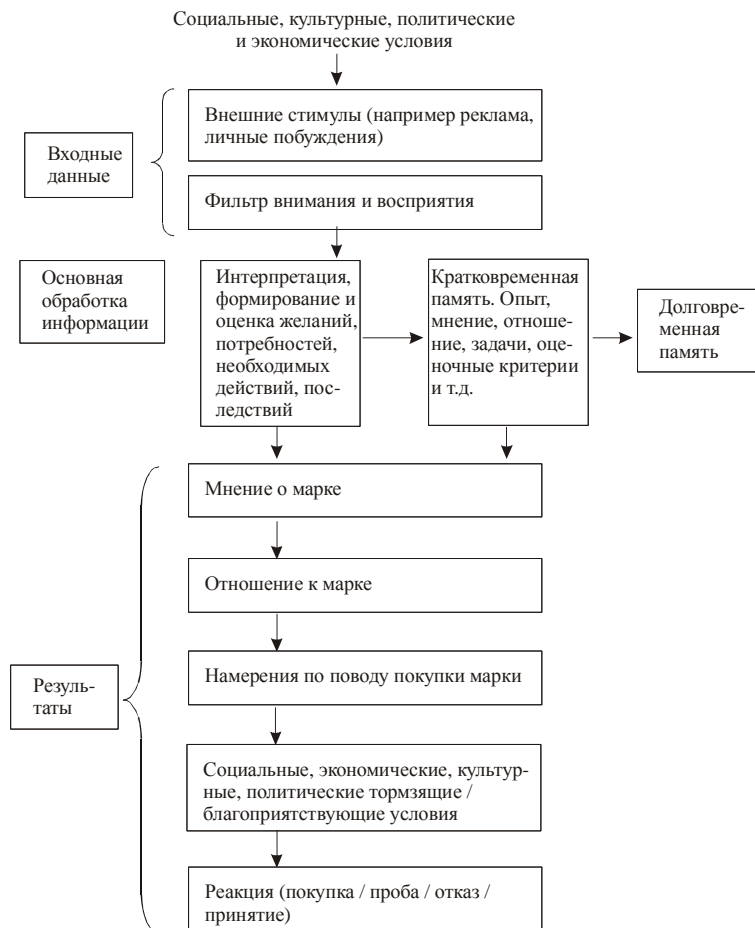 Социальные, культурные, политические
и экономические условия
Внешние стимулы (например реклама,
личные побуждения)
Входные
данные
Фильтр внимания и восприятия
Основная
обработка
информации
Интерпретация,
формирование и
оценка желаний,
потребностей,
необходимых
действий, пос-
ледствий
Кратковременная
память. Опыт,
мнение, отноше-
ние, задачи, оце-
ночные критерии
и т.д.
Долговре-
менная
память
Мнение о марке
Отношение к марке
Резуль-
таты
Намерения по поводу покупки марки
Социальные, экономические, культур-
ные, политические тормзящие /
благоприятствующие условия
Реакция (покупка / проба / отказ /
принятие)